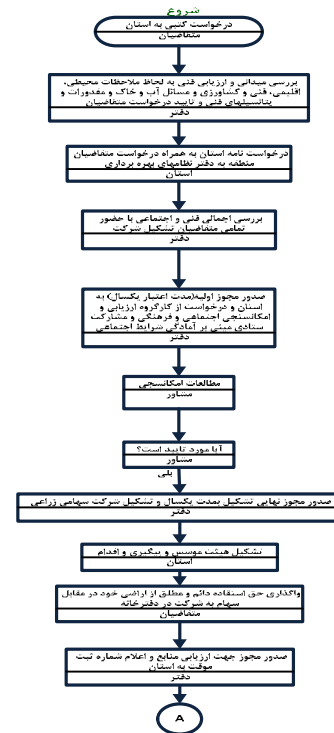 شروع
درخواست کتبی به استان
متقاضیان
بررسی میدانی و ارزیابی فنی به لحاظ ملاحظات محیطی،
اقلیمی، فنی و کشاورزی و مسائل آب و خاک و مقدورات و
پتانسیلهای فنی و تایید درخواست متقاضیان
دفتر
درخواست نامه استان به همراه درخواست متقاضیان
منطقه به دفتر نظامهای بهره برداری
استان
بررسی اجمالی فنی و اجتماعی با حضور
تمامی متقاضیان تشکیل شرکت
دفتر
صدور مجوز اولیه(مدت اعتبار یکسال) به
استان و درخواست از کارگروه ارزیابی و
امکانسنجی اجتماعی و فرهنگی و مشارکت
ستادی مبنی بر آمادگی شرایط اجتماعی
دفتر
مطالعات امکانسنجی
مشاور
آیا مورد تایید است؟
مشاور
بلی
صدور مجوز نهایی تشکیل بمدت یکسال و تشکیل شرکت سهامی زراعی
دفتر
تشکیل هیئت موسس و پیگیری و اقدام
استان
واگذاری حق استفاده دائم و مطلق از اراضی خود در مقابل
سهام به شرکت در دفترخانه
متقاضیان
صدور مجوز جهت ارزیابی منابع و اعلام شماره ثبت
موقت به استان
دفتر
A